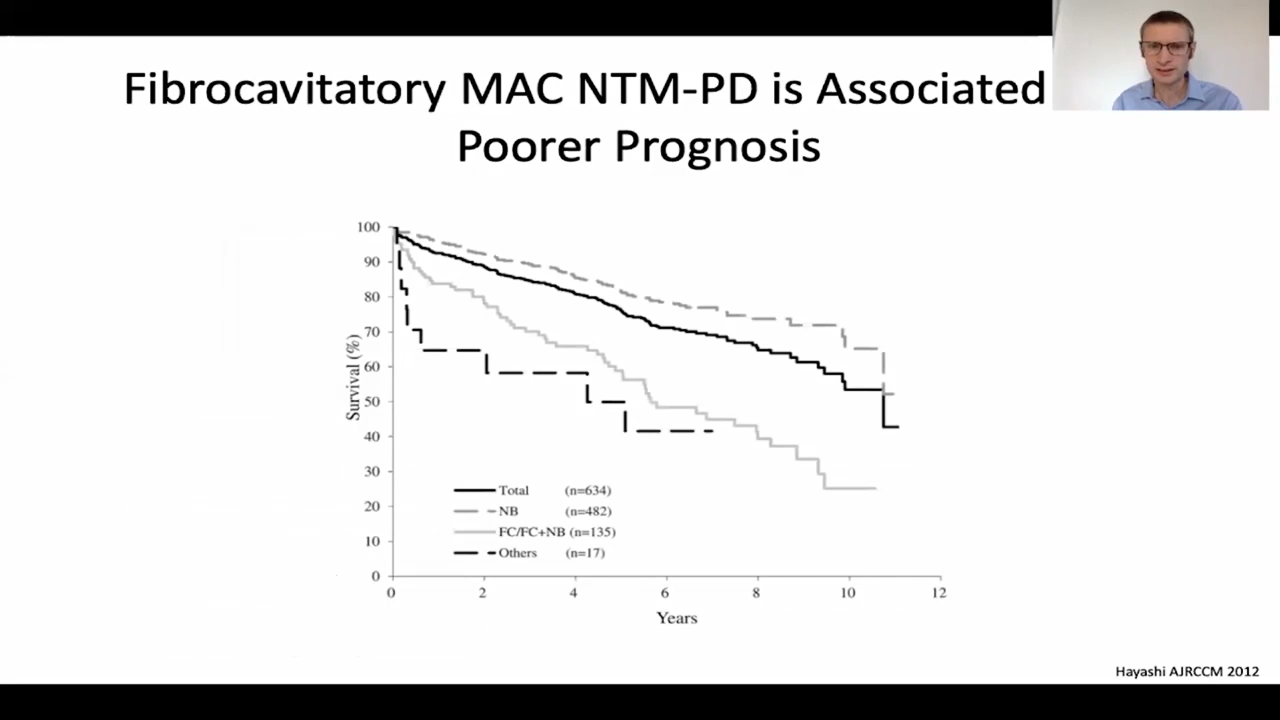 Fibrocavitatory MAC NTM-PD is Associated
Poorer Prognosis
100
90
80
70
60
50
40
30
20
10
0
Survival (%)
Total (n=634)
NB (n=482)
FC/FC+NB (n=135)
Others (n=17)
0 2 4 6 8 10 12
Years
Hayashi AJRCCM 2012